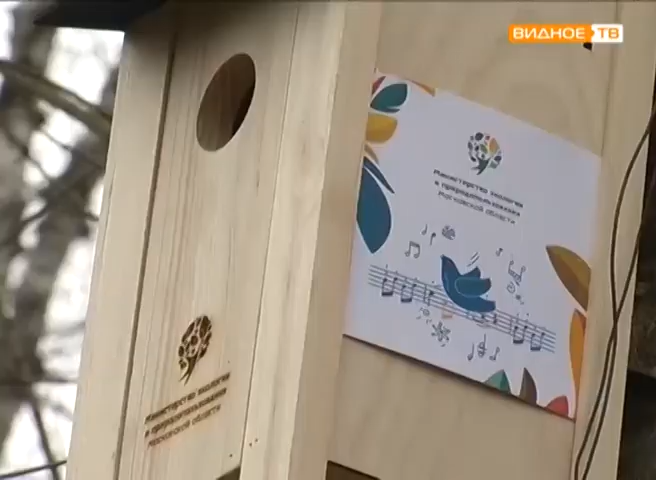 ВИДНОЕ ТВ
Министерство экологии
и природопользования
Московской области
Министерство экологии
и природопользования
Московской области